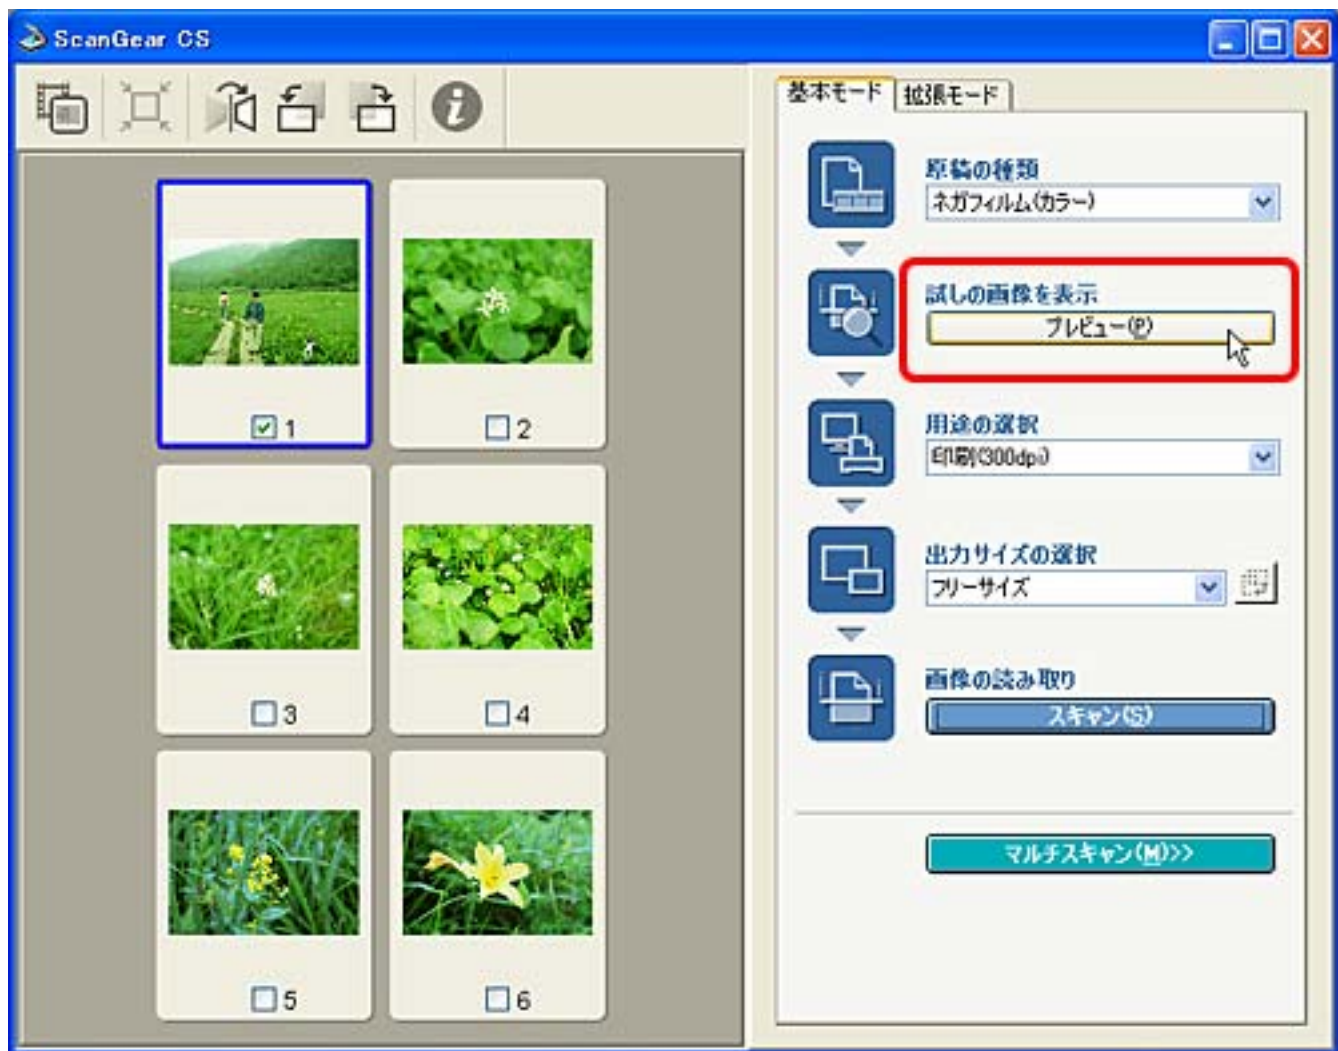 ScanGear CS
基本モード
拡張モード
原稿の種類
ネガフィルム(カラー)
試しの画像を表示
プレビュー(P)
用途の選択
印刷(300dpi)
出力サイズの選択
フリーサイズ
画像の読み取り
スキャン(S)
マルチスキャン(M)>>
1
2
3
4
5
6